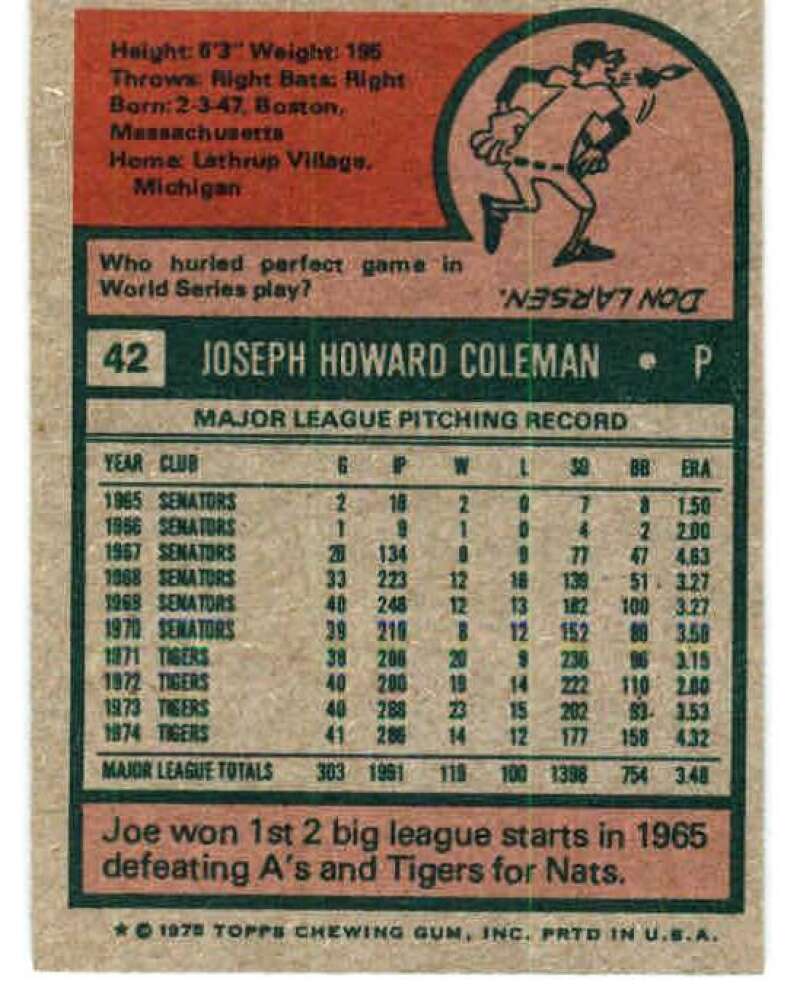 Height: 6'3" Weight: 195
Throws: Right Bats: Right
Born: 2-3-47, Boston,
Massachusetts
Home: Lathrup Village,
Michigan
Who hurled perfect game in
World Series play?
DON LARSEN.
42 JOSEPH HOWARD COLEMAN • P
MAJOR LEAGUE PITCHING RECORD
YEAR CLUB G IP W L SO BB ERA
1965 SENATORS 2 18 2 0 7 8 1.50
1966 SENATORS 1 9 1 0 4 2 2.00
1967 SENATORS 28 134 8 9 77 47 4.63
1968 SENATORS 33 223 12 16 139 51 3.27
1969 SENATORS 40 248 12 13 182 100 3.27
1970 SENATORS 39 219 8 12 152 89 3.58
1971 TIGERS 39 286 20 9 236 96 3.15
1972 TIGERS 40 280 19 14 222 110 2.80
1973 TIGERS 40 288 23 15 202 93 3.53
1974 TIGERS 41 286 14 12 177 158 4.32
MAJOR LEAGUE TOTALS 303 1991 119 100 1398 754 3.48
Joe won 1st 2 big league starts in 1965
defeating A's and Tigers for Nats.
★ © 1975 TOPPS CHEWING GUM, INC. PRTD IN U.S.A.